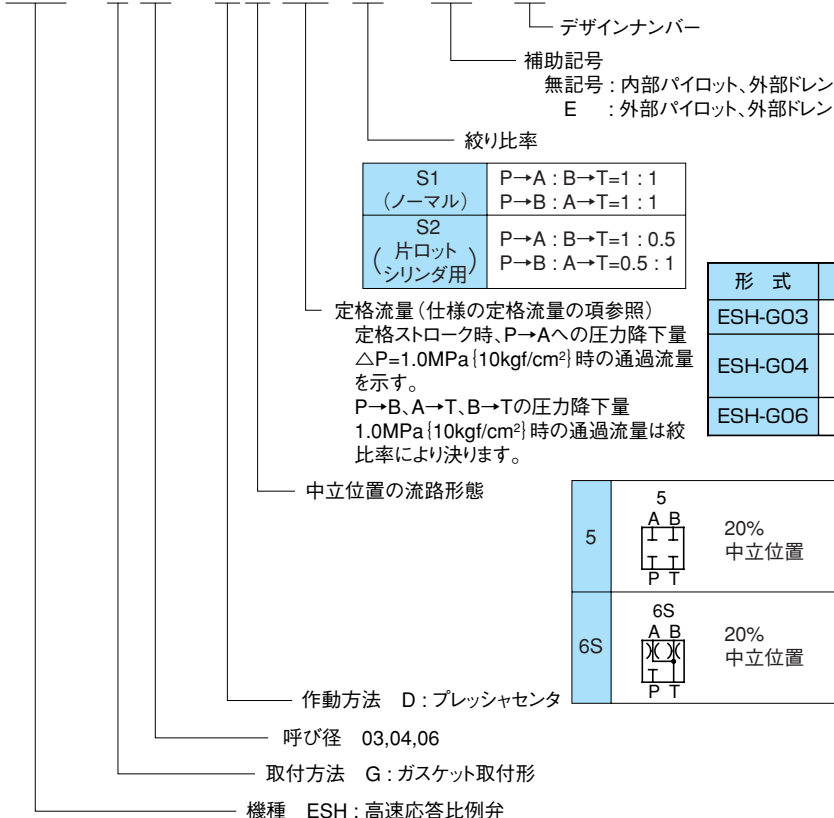 デザインナンバー
補助記号
無記号 : 内部パイロット、外部ドレン
E : 外部パイロット、外部ドレン
絞り比率
S1
(ノーマル)
P→A : B→T=1 : 1
P→B : A→T=1 : 1
S2
(片ロット
シリンダ用)
P→A : B→T=1 : 0.5
P→B : A→T=0.5 : 1
形 式
ESH-G03
ESH-G04
ESH-G06
定格流量(仕様の定格流量の項参照)
定格ストローク時、P→Aへの圧力降下量
△P=1.0MPa{10kgf/cm²}時の通過流量
を示す。
P→B、A→T、B→Tの圧力降下量
1.0MPa{10kgf/cm²}時の通過流量は絞
比率により決ります。
中立位置の流路形態
5
5
A B
P T
20%
中立位置
6S
6S
A B
P T
20%
中立位置
作動方法 D : プレッシャセンタ
呼び径 03,04,06
取付方法 G : ガスケット取付形
機種 ESH : 高速応答比例弁